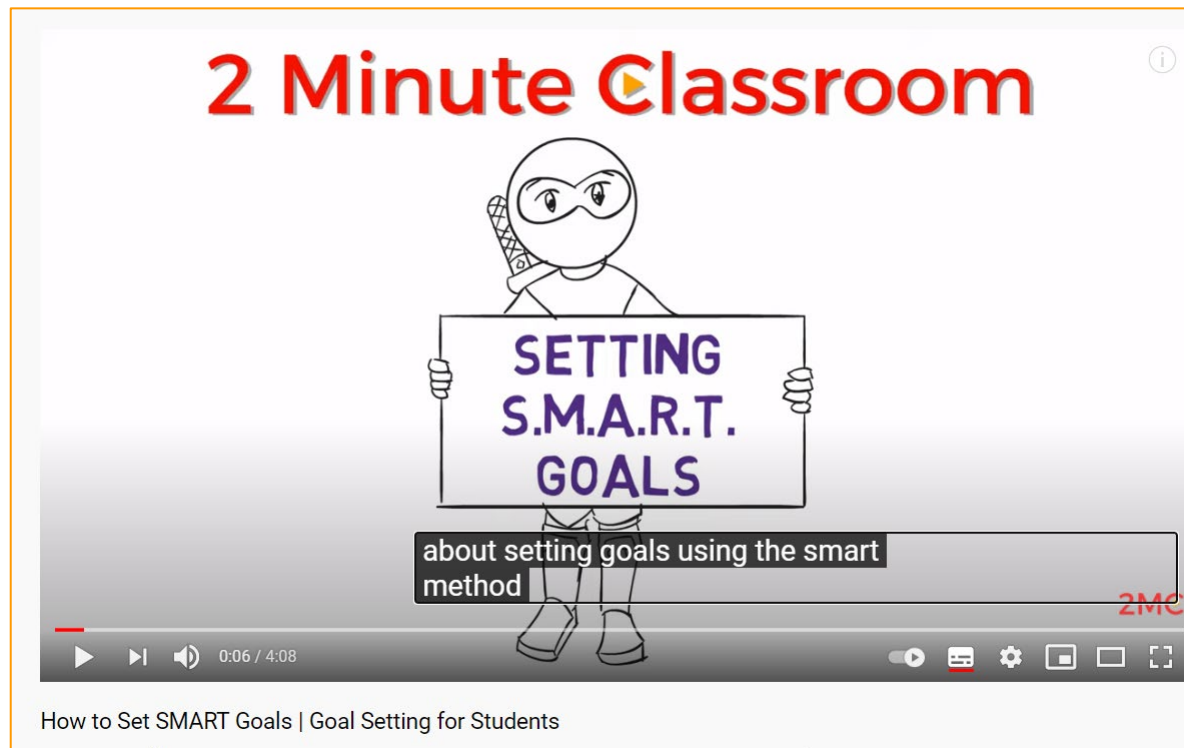 2 Minute Classroom
SETTING
S.M.A.R.T.
GOALS
about setting goals using the smart
method
2MC
0:06 / 4:08
How to Set SMART Goals | Goal Setting for Students